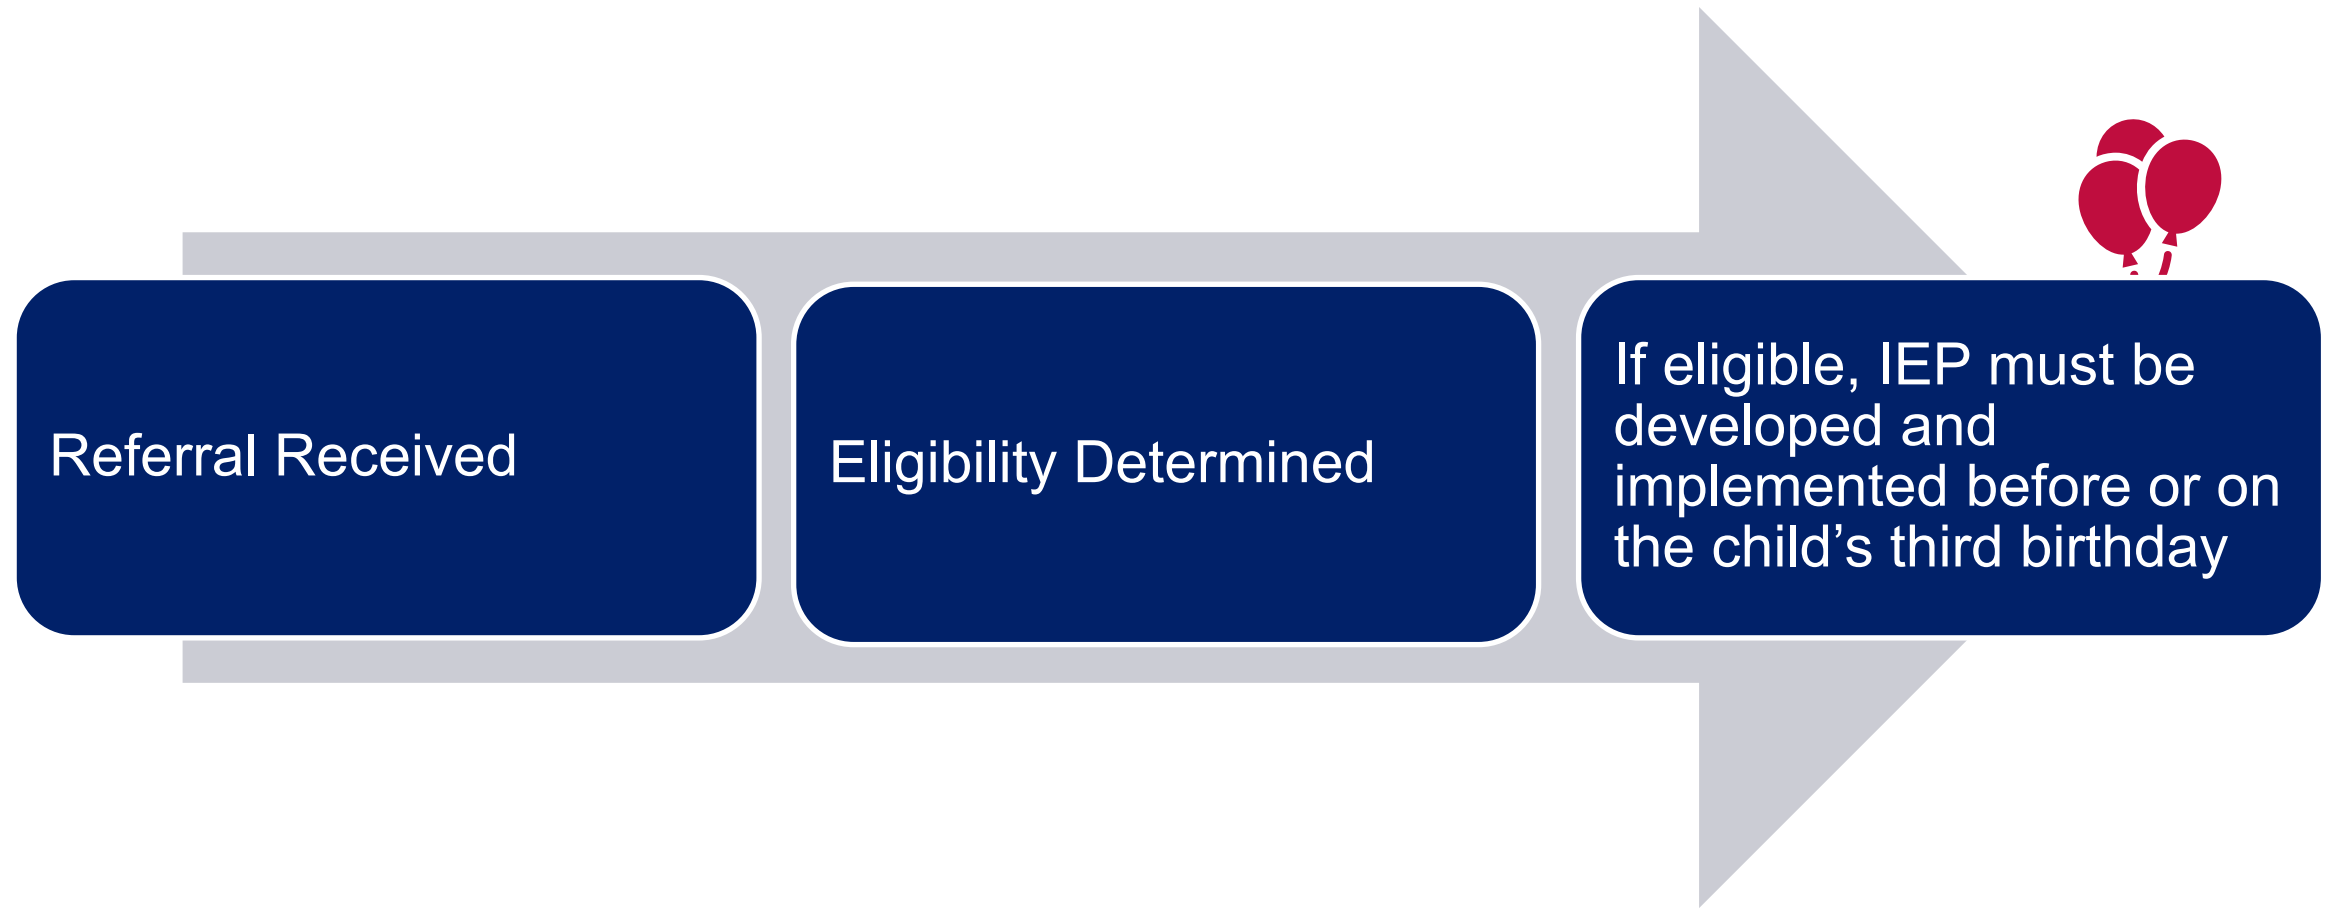 Referral Received
Eligibility Determined
If eligible, IEP must be
developed and
implemented before or on
the child’s third birthday